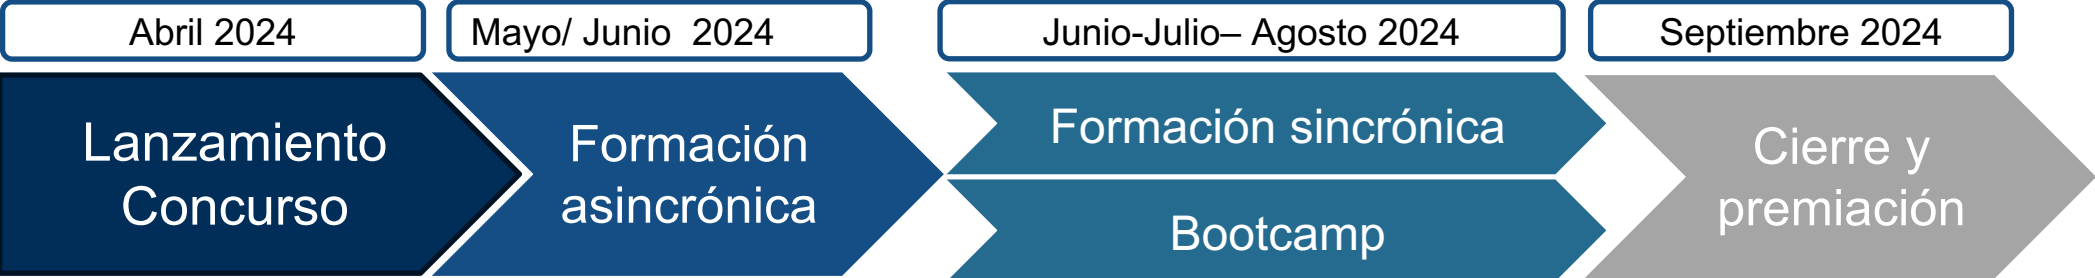 Abril 2024
Mayo/ Junio  2024
Junio-Julio– Agosto 2024
Septiembre 2024
Lanzamiento
Concurso
Formación
asincrónica
Formación sincrónica
Bootcamp
Cierre y
premiación